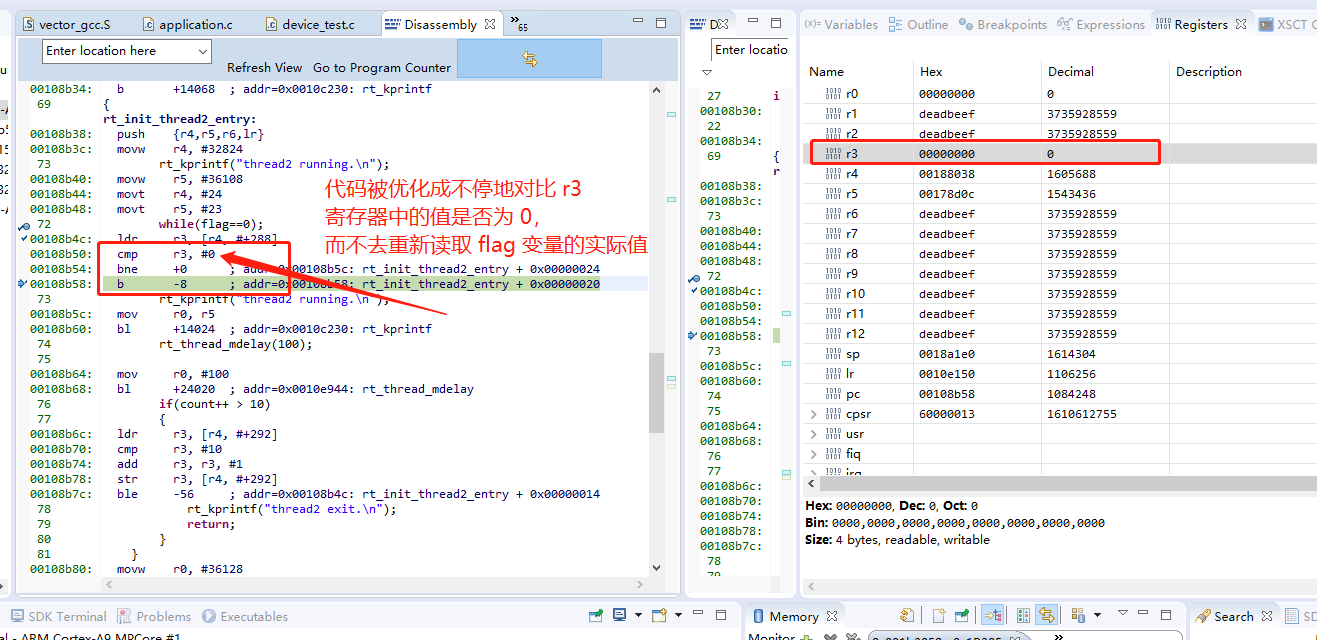 vector_gcc.S application.c device_test.c Disassembly »65
Enter location here
Refresh View Go to Program Counter
00108b34: b +14068 ; addr=0x0010c230: rt_kprintf
69 {
rt_init_thread2_entry:
00108b38: push {r4,r5,r6,lr}
00108b3c: movw r4, #32824
73 rt_kprintf("thread2 running.\n");
00108b40: movw r5, #36108
00108b44: movt r4, #24
00108b48: movt r5, #23
72 while(flag==0);
00108b4c: ldr r3, [r4, #+288]
00108b50: cmp r3, #0
00108b54: bne +0 ; addr=0x00108b5c: rt_init_thread2_entry + 0x00000024
00108b58: b -8 ; addr=0x00108b58: rt_init_thread2_entry + 0x00000020
73 rt_kprintf("thread2 running.\n");
00108b5c: mov r0, r5
00108b60: bl +14024 ; addr=0x0010c230: rt_kprintf
74 rt_thread_mdelay(100);
75
00108b64: mov r0, #100
00108b68: bl +24020 ; addr=0x0010e944: rt_thread_mdelay
76 if(count++ > 10)
77 {
00108b6c: ldr r3, [r4, #+292]
00108b70: cmp r3, #10
00108b74: add r3, r3, #1
00108b78: str r3, [r4, #+292]
00108b7c: ble -56 ; addr=0x00108b4c: rt_init_thread2_entry + 0x00000014
78 rt_kprintf("thread2 exit.\n");
79 return;
80 }
81 }
00108b80: movw r0, #36128
代码被优化成不停地对比 r3
寄存器中的值是否为 0，
而不去重新读取 flag 变量的实际值
D
Enter locatio
27 i
00108b30:
22
00108b34:
69 {
r
00108b38:
00108b3c:
73
00108b40:
00108b44:
00108b48:
72
00108b4c:
00108b50:
00108b54:
00108b58:
73
00108b5c:
00108b60:
74
75
00108b64:
00108b68:
76
77
00108b6c:
00108b70:
00108b74:
00108b78:
00108b7c:
78
79
(x)= Variables Outline Breakpoints Expressions Registers XSCT C
Name Hex Decimal Description
r0 00000000 0
r1 deadbeef 3735928559
r2 deadbeef 3735928559
r3 00000000 0
r4 00188038 1605688
r5 00178d0c 1543436
r6 deadbeef 3735928559
r7 deadbeef 3735928559
r8 deadbeef 3735928559
r9 deadbeef 3735928559
r10 deadbeef 3735928559
r11 deadbeef 3735928559
r12 deadbeef 3735928559
sp 0018a1e0 1614304
lr 0010e150 1106256
pc 00108b58 1084248
cpsr 60000013 1610612755
usr
fiq
irq
Hex: 00000000, Dec: 0, Oct: 0
Bin: 0000,0000,0000,0000,0000,0000,0000,0000
Size: 4 bytes, readable, writable
SDK Terminal Problems Executables
Memory
Search SD
al - ARM Cortex-A9 MPCore #1
Monitor